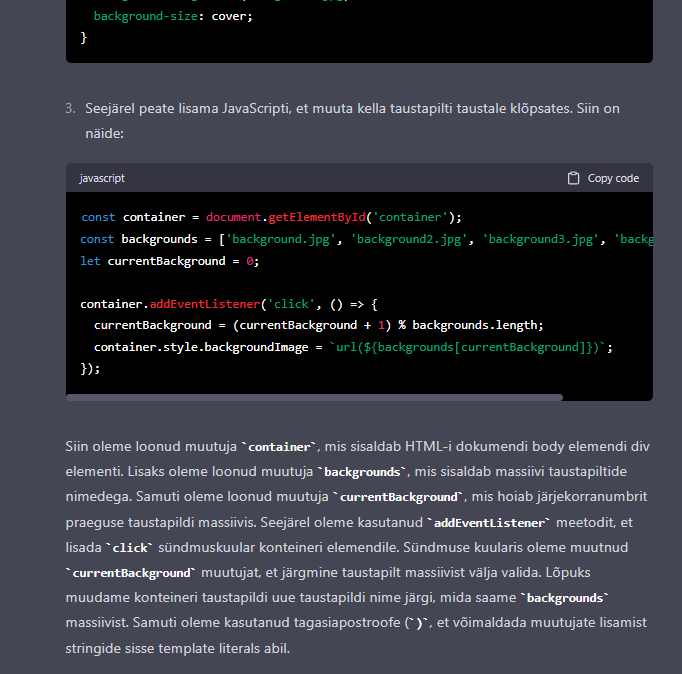 background-size: cover;
}
3. Seejärel peate lisama JavaScripti, et muuta kella taustapilti taustale klõpsates. Siin on
näide:
javascript
Copy code
const container = document.getElementById('container');
const backgrounds = ['background.jpg', 'background2.jpg', 'background3.jpg', 'backg
let currentBackground = 0;
container.addEventListener('click', () => {
currentBackground = (currentBackground + 1) % backgrounds.length;
container.style.backgroundImage = `url(${backgrounds[currentBackground]})`;
});
Siin oleme loonud muutuja `container`, mis sisaldab HTML-i dokumendi body elemendi div
elementi. Lisaks oleme loonud muutuja `backgrounds`, mis sisaldab massiivi taustapiltide
nimedega. Samuti oleme loonud muutuja `currentBackground`, mis hoiab järjekorranumbrit
praeguse taustapildi massiivis. Seejärel oleme kasutanud `addEventListener` meetodit, et
lisada `click` sündmuskuular konteineri elemendile. Sündmuse kuularis oleme muutnud
`currentBackground` muutujat, et järgmine taustapilt massiivist välja valida. Lõpuks
muudame konteineri taustapildi uue taustapildi nime järgi, mida saame `backgrounds`
massiivist. Samuti oleme kasutanud tagasiapostroofe (`)`, et võimaldada muutujate lisamist
stringide sisse template literals abil.